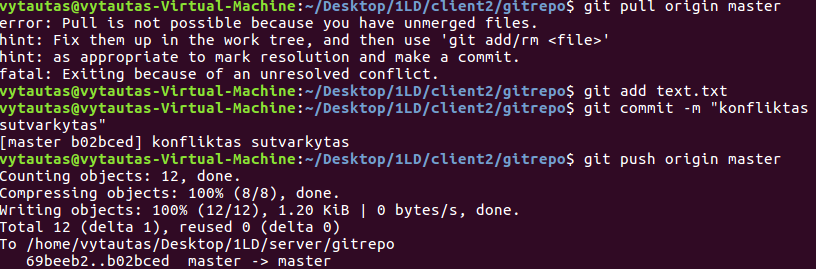 vytautas@vytautas-Virtual-Machine:~/Desktop/1LD/client2/gitrepo$ git pull origin master
error: Pull is not possible because you have unmerged files.
hint: Fix them up in the work tree, and then use 'git add/rm <file>'
hint: as appropriate to mark resolution and make a commit.
fatal: Exiting because of an unresolved conflict.
vytautas@vytautas-Virtual-Machine:~/Desktop/1LD/client2/gitrepo$ git add text.txt
vytautas@vytautas-Virtual-Machine:~/Desktop/1LD/client2/gitrepo$ git commit -m "konfliktas
sutvarkytas"
[master b02bced] konfliktas sutvarkytas
vytautas@vytautas-Virtual-Machine:~/Desktop/1LD/client2/gitrepo$ git push origin master
Counting objects: 12, done.
Compressing objects: 100% (8/8), done.
Writing objects: 100% (12/12), 1.20 KiB | 0 bytes/s, done.
Total 12 (delta 1), reused 0 (delta 0)
To /home/vytautas/Desktop/1LD/server/gitrepo
   69beeb2..b02bced  master -> master